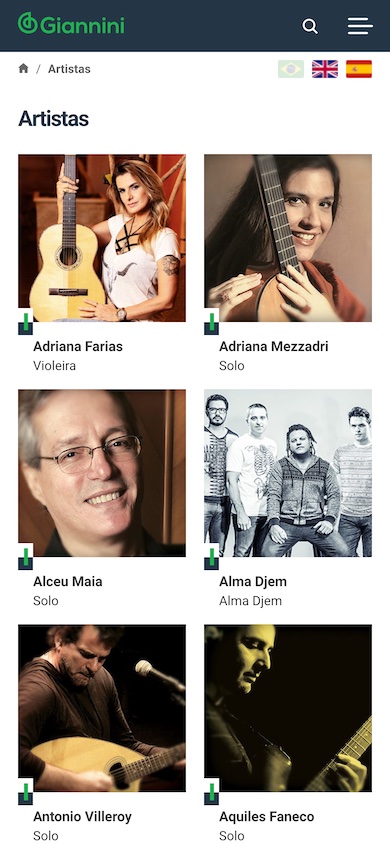 Giannini
/ Artistas
Artistas
Adriana Farias
Violeira
Adriana Mezzadri
Solo
Alceu Maia
Solo
Alma Djem
Alma Djem
Antonio Villeroy
Solo
Aquiles Faneco
Solo